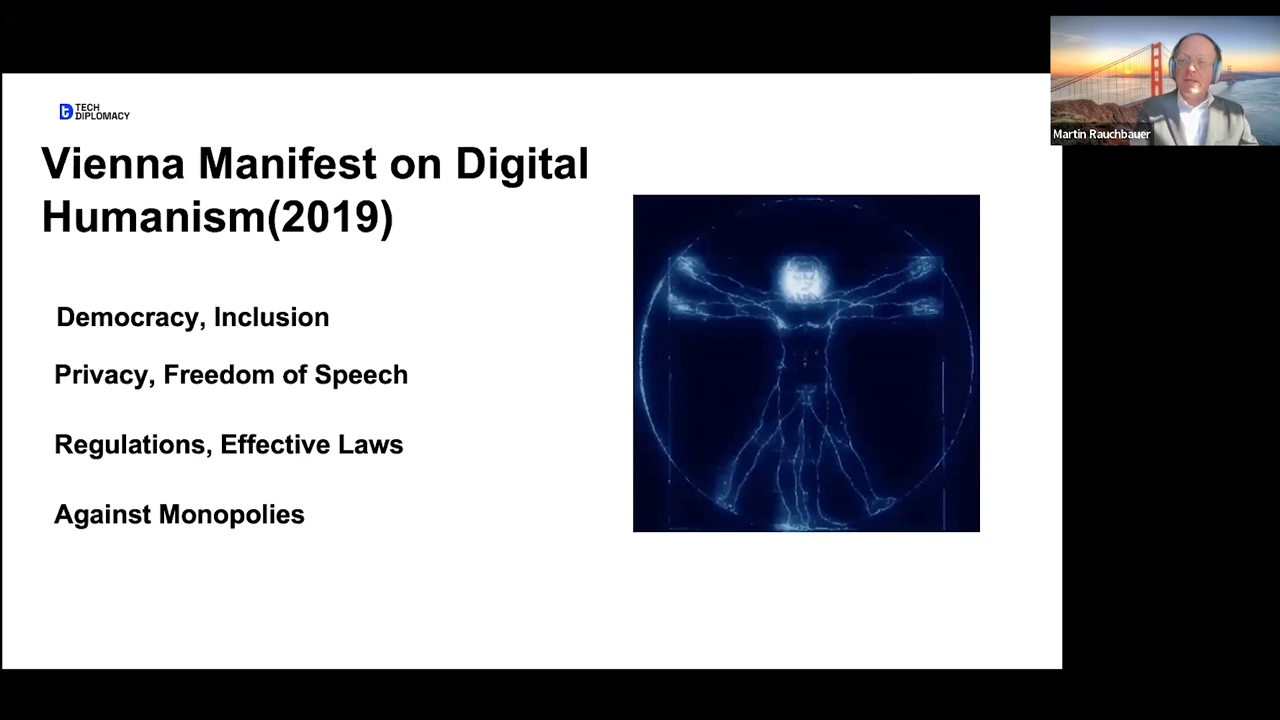 TECH
DIPLOMACY
Vienna Manifest on Digital
Humanism(2019)
Democracy, Inclusion
Privacy, Freedom of Speech
Regulations, Effective Laws
Against Monopolies
Martin Rauchbauer